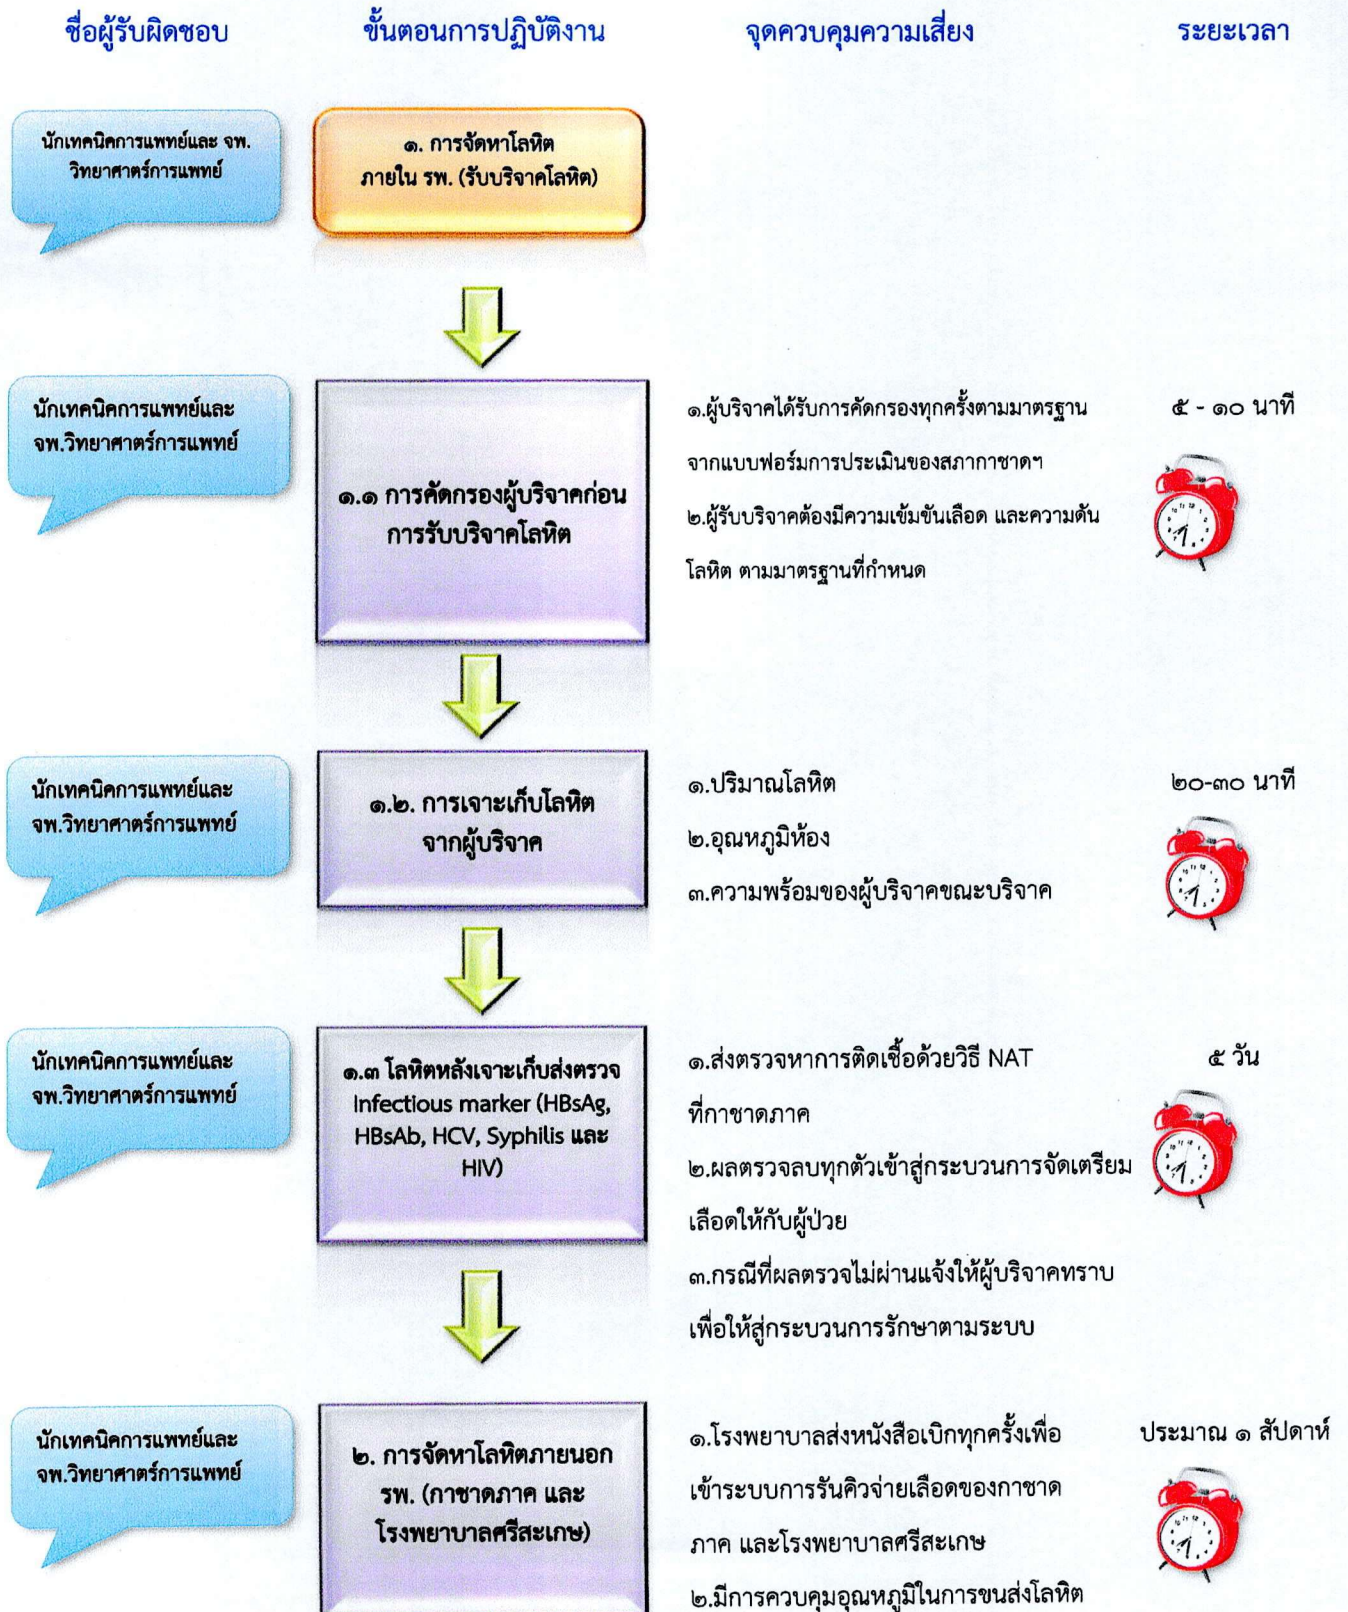 ชื่อผู้รับผิดชอบ
ขั้นตอนการปฏิบัติงาน
จุดควบคุมความเสี่ยง
ระยะเวลา
นักเทคนิคการแพทย์และ จพ.
วิทยาศาตร์การแพทย์
๑. การจัดหาโลหิต
ภายใน รพ. (รับบริจาคโลหิต)
นักเทคนิคการแพทย์และ
จพ.วิทยาศาตร์การแพทย์
๑.๑ การคัดกรองผู้บริจาคก่อน
การรับบริจาคโลหิต
๑.ผู้บริจาคได้รับการคัดกรองทุกครั้งตามมาตรฐาน
จากแบบฟอร์มการประเมินของสภากาชาดฯ
๒.ผู้รับบริจาคต้องมีความเข้มข้นเลือด และความดัน
โลหิต ตามมาตรฐานที่กำหนด
๕ - ๑๐ นาที
นักเทคนิคการแพทย์และ
จพ.วิทยาศาตร์การแพทย์
๑.๒. การเจาะเก็บโลหิต
จากผู้บริจาค
๑.ปริมาณโลหิต
๒.อุณหภูมิห้อง
๓.ความพร้อมของผู้บริจาคขณะบริจาค
๒๐-๓๐ นาที
นักเทคนิคการแพทย์และ
จพ.วิทยาศาตร์การแพทย์
๑.๓ โลหิตหลังเจาะเก็บส่งตรวจ
Infectious marker (HBsAg,
HBsAb, HCV, Syphilis และ
HIV)
๑.ส่งตรวจหาการติดเชื้อด้วยวิธี NAT
ที่กาชาดภาค
๒.ผลตรวจลบทุกตัวเข้าสู่กระบวนการจัดเตรียม
เลือดให้กับผู้ป่วย
๓.กรณีที่ผลตรวจไม่ผ่านแจ้งให้ผู้บริจาคทราบ
เพื่อให้สู่กระบวนการรักษาตามระบบ
๕ วัน
นักเทคนิคการแพทย์และ
จพ.วิทยาศาตร์การแพทย์
๒. การจัดหาโลหิตภายนอก
รพ. (กาชาดภาค และ
โรงพยาบาลศรีสะเกษ)
๑.โรงพยาบาลส่งหนังสือเบิกทุกครั้งเพื่อ
เข้าระบบการรันคิวจ่ายเลือดของกาชาด
ภาค และโรงพยาบาลศรีสะเกษ
๒.มีการควบคุมอุณหภูมิในการขนส่งโลหิต
ประมาณ ๑ สัปดาห์